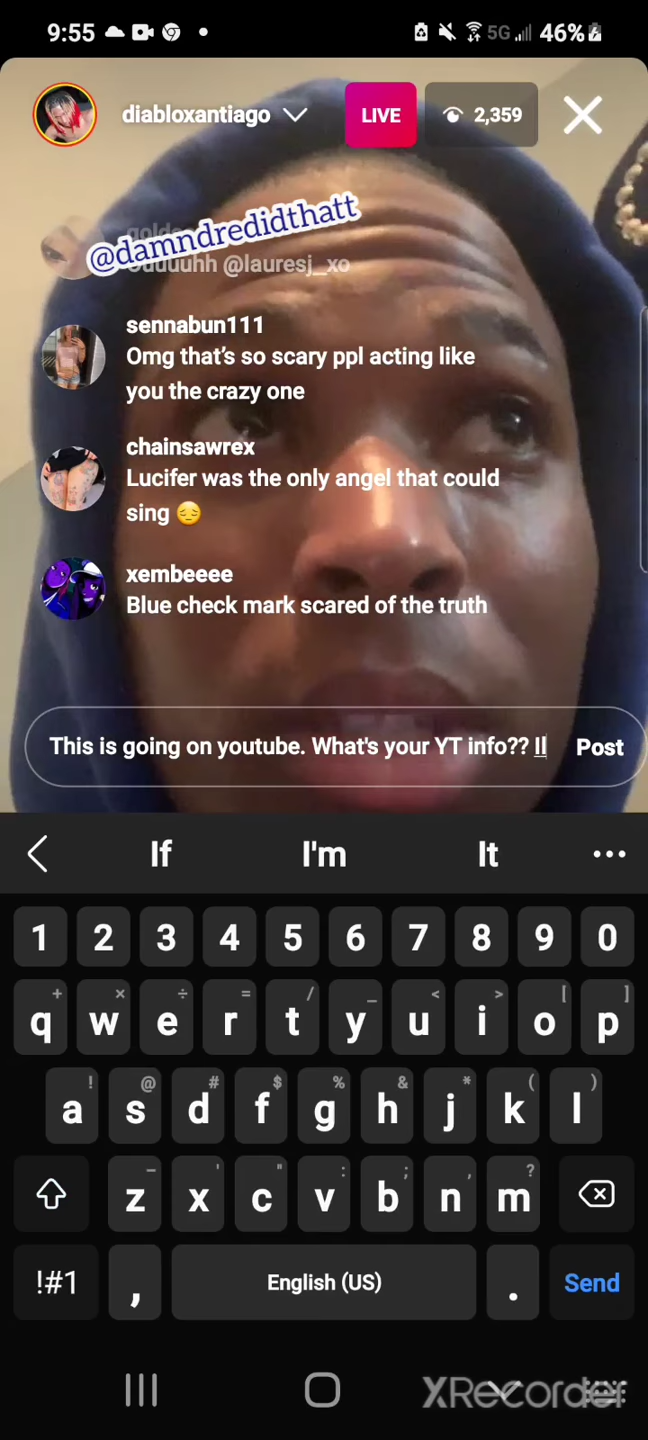 9:55
5G
46%
diabloxantiago
LIVE
2,359
@damndredidthatt
@lauresj_xo
sennabun111
Omg that's so scary ppl acting like
you the crazy one
chainsawrex
Lucifer was the only angel that could
sing 😔
xembeeee
Blue check mark scared of the truth
This is going on youtube. What's your YT info??
Post
If I'm It
1 2 3 4 5 6 7 8 9 0
+ × ÷ = / _ < > [ ]
q w e r t y u i o p
! @ # $ % & * ( )
a s d f g h j k l
- ' " : ; , ?
z x c v b n m
!#1 , English (US) . Send
XRecorder